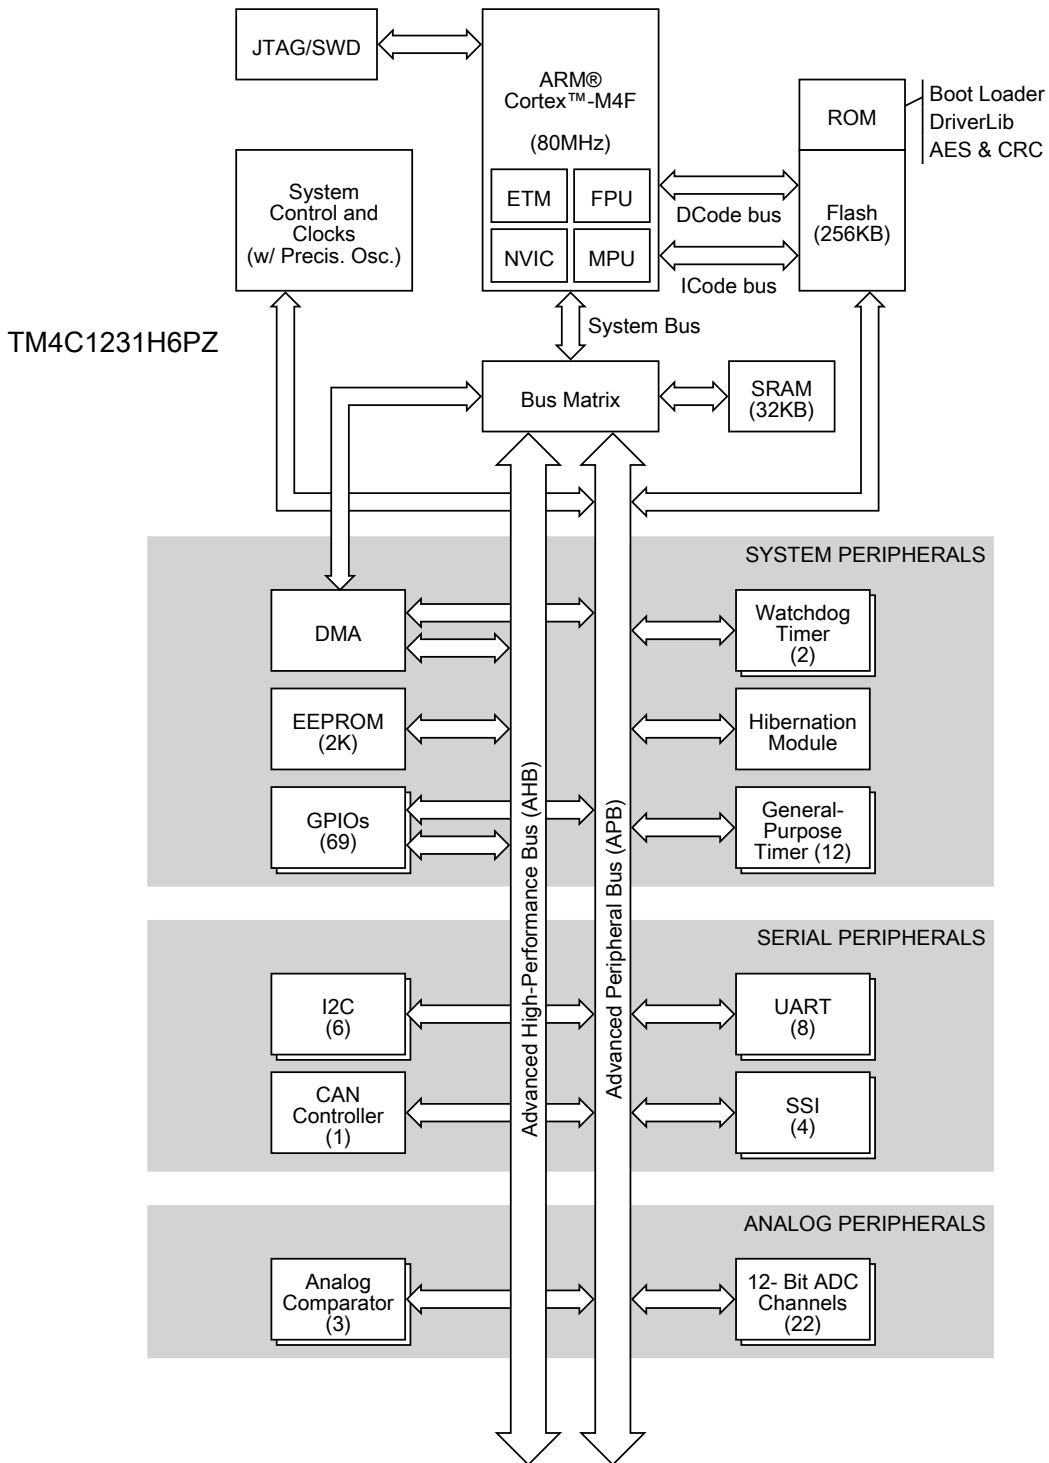 JTAG/SWD
ARM®
Cortex™-M4F
(80MHz)
ETM
FPU
NVIC
MPU
ROM
Boot Loader
DriverLib
AES & CRC
System
Control and
Clocks
(w/ Precis. Osc.)
DCode bus
Flash
(256KB)
ICode bus
TM4C1231H6PZ
System Bus
Bus Matrix
SRAM
(32KB)
SYSTEM PERIPHERALS
DMA
Watchdog
Timer
(2)
EEPROM
(2K)
Hibernation
Module
GPIOs
(69)
General-
Purpose
Timer (12)
Advanced High-Performance Bus (AHB)
Advanced Peripheral Bus (APB)
SERIAL PERIPHERALS
I2C
(6)
UART
(8)
CAN
Controller
(1)
SSI
(4)
ANALOG PERIPHERALS
Analog
Comparator
(3)
12- Bit ADC
Channels
(22)